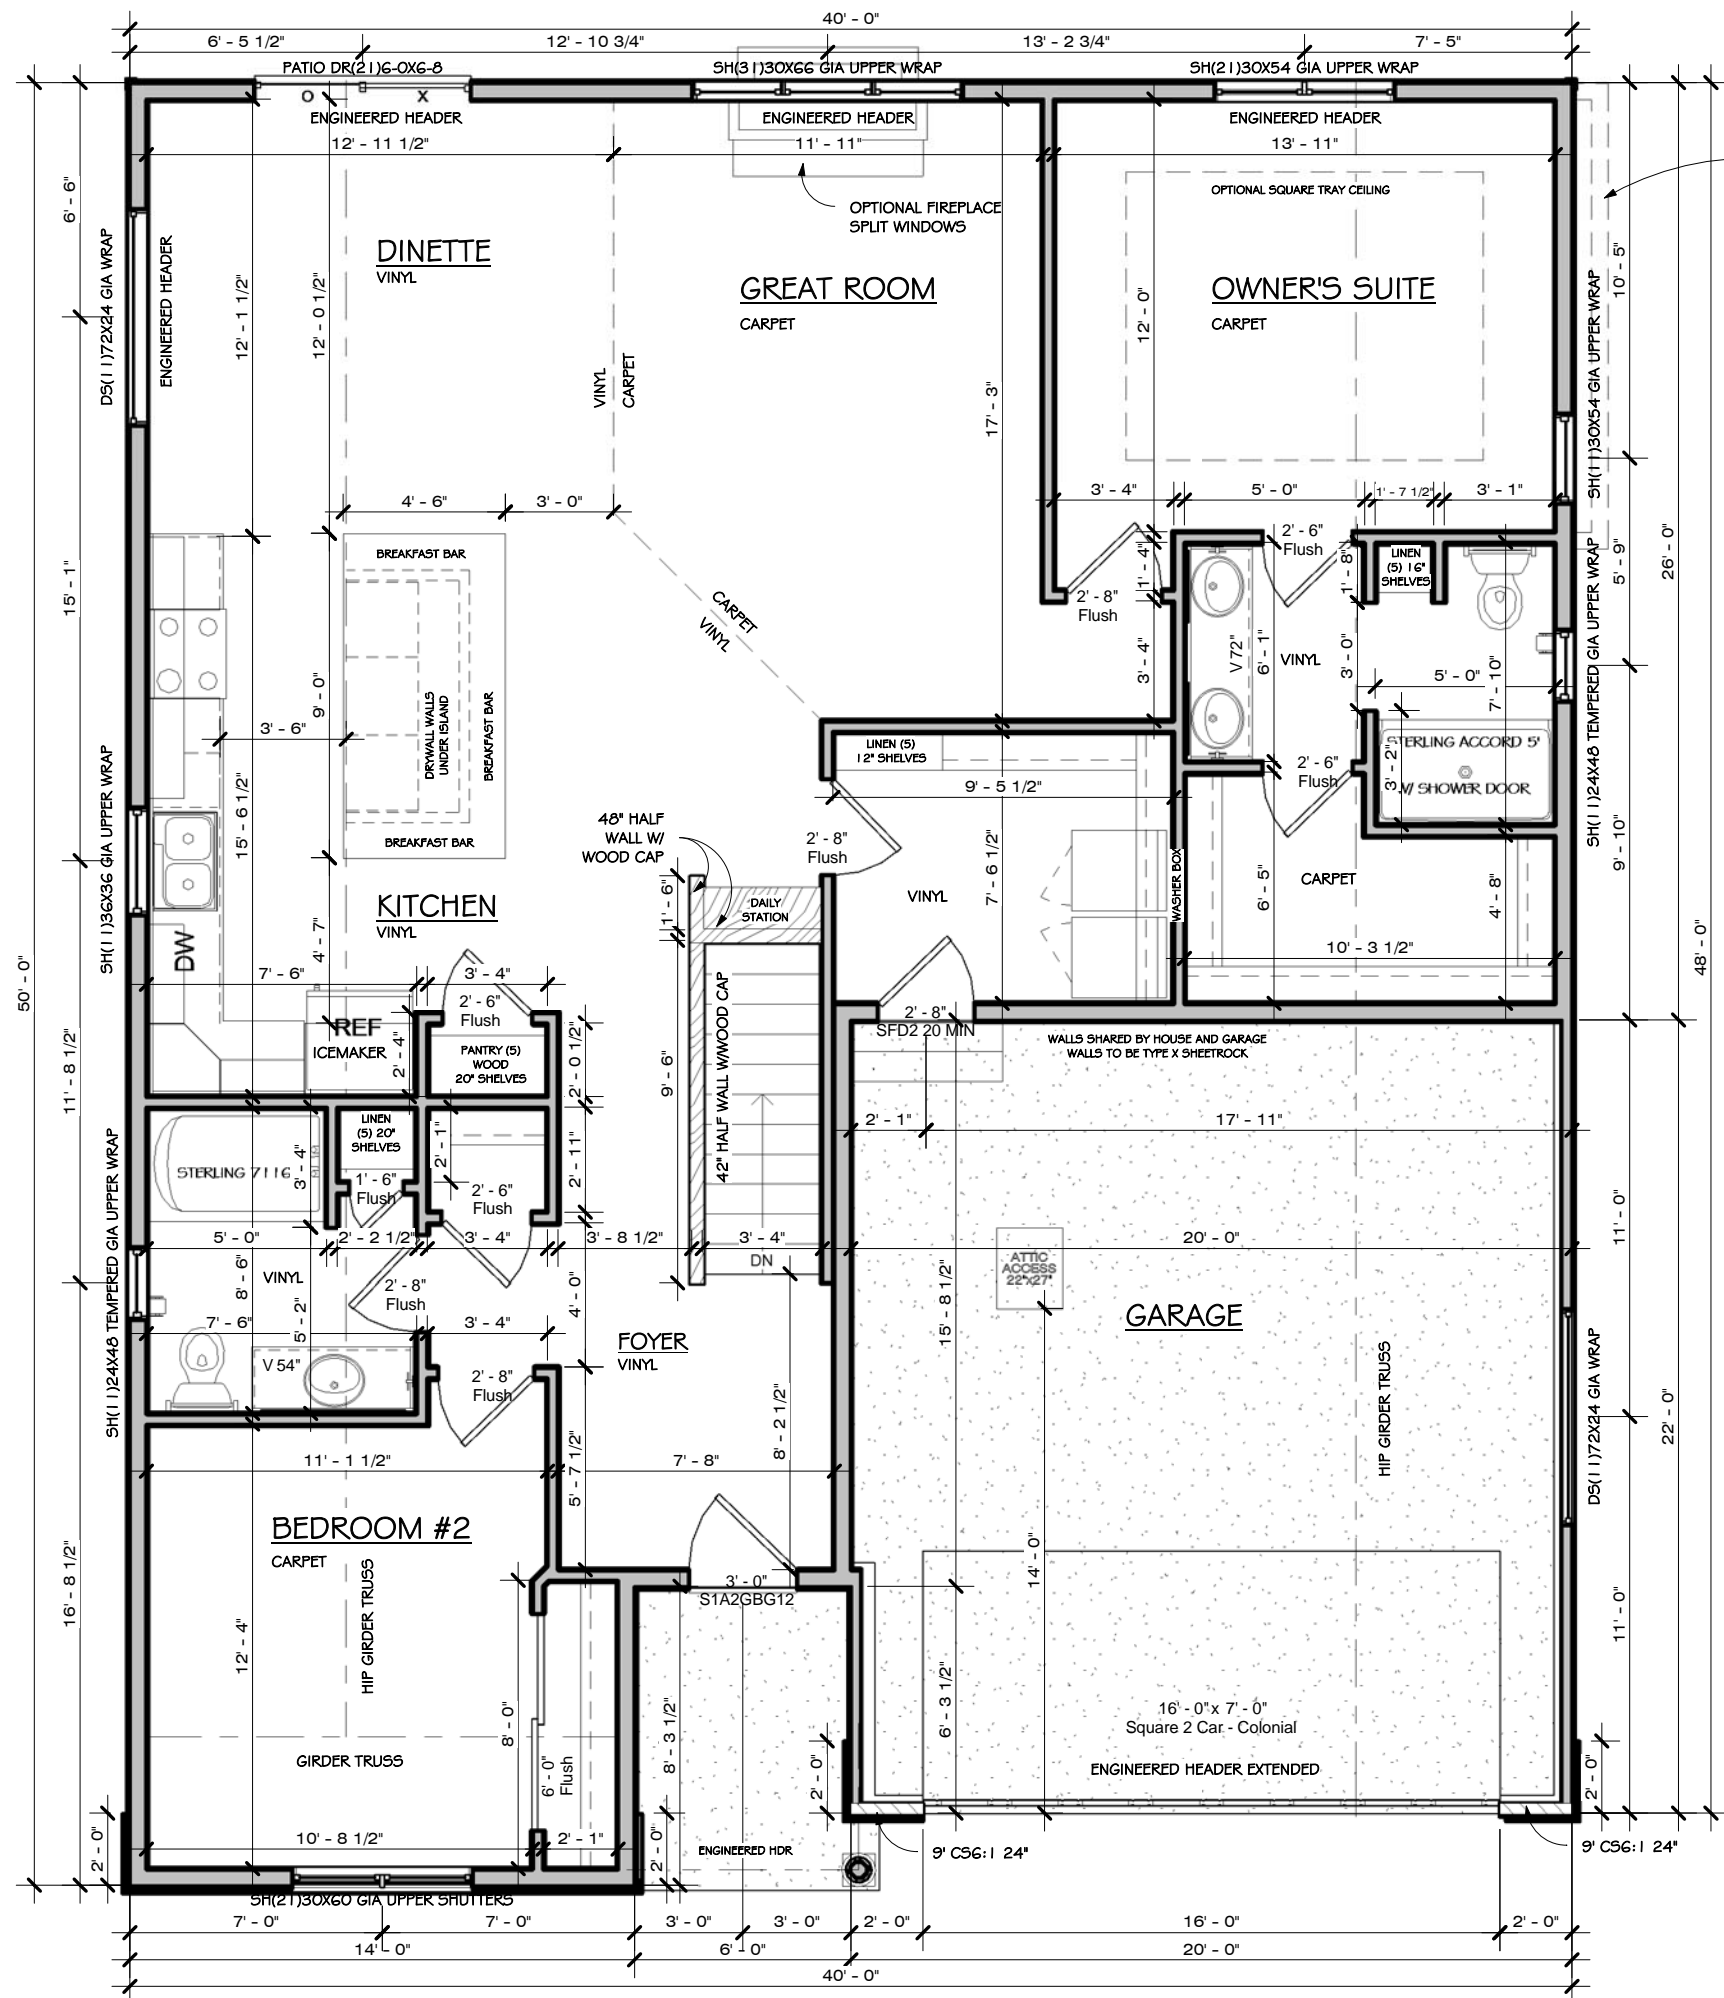 40' - 0"
6' - 5 1/2"
12' - 10 3/4"
13' - 2 3/4"
7' - 5"
PATIO DR(21)6-0X6-8
SH(31)30X66 GIA UPPER WRAP
SH(21)30X54 GIA UPPER WRAP
O
X
ENGINEERED HEADER
ENGINEERED HEADER
ENGINEERED HEADER
12' - 11 1/2"
11' - 11"
13' - 11"
OPTIONAL SQUARE TRAY CEILING
OPTIONAL FIREPLACE
SPLIT WINDOWS
6' - 6"
DS(11)72X24 GIA WRAP
ENGINEERED HEADER
DINETTE
VINYL
GREAT ROOM
CARPET
OWNER'S SUITE
CARPET
12' - 1 1/2"
12' - 0 1/2"
VINYL
CARPET
17' - 3"
12' - 0"
10' - 5"
SH(11)30X54 GIA UPPER WRAP
4' - 6"
3' - 0"
3' - 4"
5' - 0"
1' - 7 1/2"
3' - 1"
BREAKFAST BAR
2' - 6"
Flush
LINEN
(5) 16"
SHELVES
1' - 4"
1' - 8"
5' - 9"
26' - 0"
15' - 1"
2' - 8"
Flush
CARPET
VINYL
V 72"
6' - 1"
VINYL
3' - 0"
3' - 4"
5' - 0"
7' - 10"
SH(11)24X48 TEMPERED GIA UPPER WRAP
9' - 0"
DRYWALL WALLS
UNDER ISLAND
BREAKFAST BAR
3' - 6"
LINEN (5)
12" SHELVES
2' - 6"
Flush
STERLING ACCORD 5'
W/ SHOWER DOOR
3' - 2"
9' - 5 1/2"
15' - 6 1/2"
SH(11)36X36 GIA UPPER WRAP
BREAKFAST BAR
48" HALF
WALL W/
WOOD CAP
2' - 8"
Flush
7' - 6 1/2"
WASHER BOX
6' - 5"
CARPET
4' - 8"
9' - 10"
48' - 0"
50' - 0"
DW
KITCHEN
VINYL
4' - 7"
1' - 6"
DAILY
STATION
VINYL
10' - 3 1/2"
7' - 6"
3' - 4"
2' - 6"
Flush
REF
ICEMAKER
2' - 4"
PANTRY (5)
WOOD
20" SHELVES
2' - 0 1/2"
9' - 6"
42" HALF WALL W/WOOD CAP
2' - 8"
SFD2 20 MIN
WALLS SHARED BY HOUSE AND GARAGE
WALLS TO BE TYPE X SHEETROCK
11' - 8 1/2"
2' - 1"
17' - 11"
LINEN
(5) 20"
SHELVES
STERLING 7116
3' - 4"
2' - 1"
2' - 11"
1' - 6"
Flush
2' - 6"
Flush
SH(11)24X48 TEMPERED GIA UPPER WRAP
5' - 0"
2' - 2 1/2"
3' - 4"
3' - 8 1/2"
3' - 4"
20' - 0"
11' - 0"
DN
ATTIC
ACCESS
22"x27"
8' - 6"
VINYL
2' - 8"
Flush
4' - 0"
15' - 8 1/2"
GARAGE
7' - 6"
5' - 2"
3' - 4"
FOYER
VINYL
V 54"
2' - 8"
Flush
HIP GIRDER TRUSS
DS(11)72X24 GIA WRAP
22' - 0"
8' - 2 1/2"
11' - 1 1/2"
5' - 7 1/2"
7' - 8"
BEDROOM #2
CARPET
16' - 8 1/2"
12' - 4"
HIP GIRDER TRUSS
14' - 0"
3' - 0"
S1A2GBG12
11' - 0"
8' - 0"
8' - 3 1/2"
6' - 3 1/2"
16' - 0" x 7' - 0"
Square 2 Car - Colonial
GIRDER TRUSS
6' - 0"
Flush
ENGINEERED HEADER EXTENDED
2' - 0"
2' - 0"
2' - 0"
10' - 8 1/2"
2' - 1"
2' - 0"
ENGINEERED HDR
9' CS6:1 24"
9' CS6:1 24"
SH(21)30X60 GIA UPPER SHUTTERS
7' - 0"
7' - 0"
3' - 0"
3' - 0"
2' - 0"
16' - 0"
2' - 0"
14' - 0"
6' - 0"
20' - 0"
40' - 0"